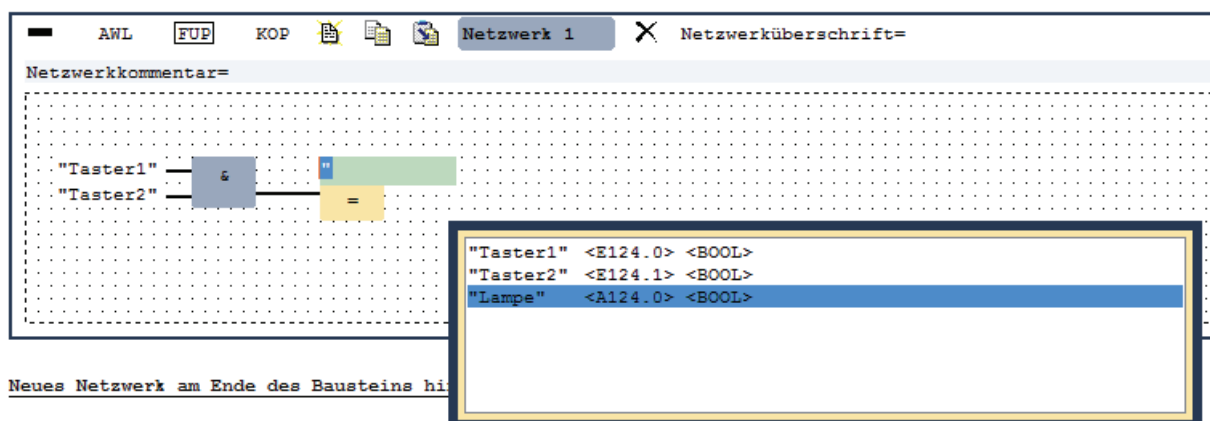 AWL FUP KOP Netzwerk 1 Netzwerküberschrift=
Netzwerkkommentar=
"Taster1"
&
"
"Taster2"
=
"Taster1" <E124.0> <BOOL>
"Taster2" <E124.1> <BOOL>
"Lampe" <A124.0> <BOOL>
Neues Netzwerk am Ende des Bausteins